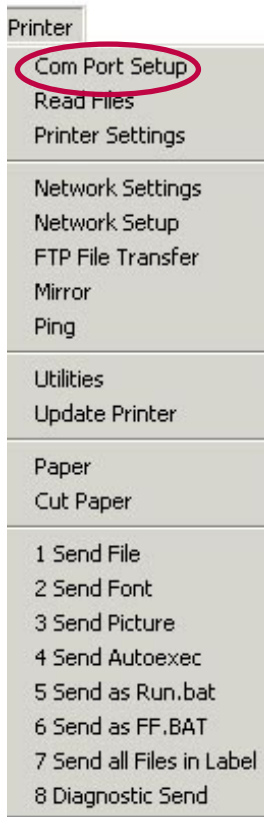 Printer
Com Port Setup
Read Files
Printer Settings
Network Settings
Network Setup
FTP File Transfer
Mirror
Ping
Utilities
Update Printer
Paper
Cut Paper
1 Send File
2 Send Font
3 Send Picture
4 Send Autoexec
5 Send as Run.bat
6 Send as FF.BAT
7 Send all Files in Label
8 Diagnostic Send